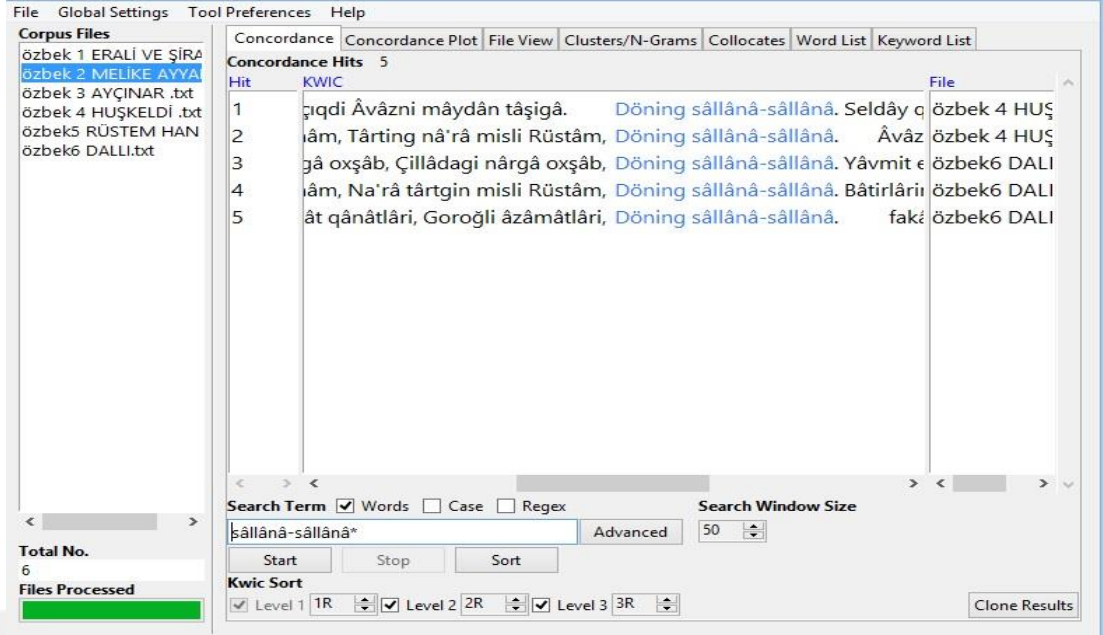 File Global Settings Tool Preferences Help
Corpus Files
özbek 1 ERALİ VE ŞİRA
özbek 2 MELİKE AYYA
özbek 3 AYÇINAR .txt
özbek 4 HUŞKELDİ .txt
özbek5 RÜSTEM HAN
özbek6 DALLI.txt
Total No.
6
Files Processed
Concordance Concordance Plot File View Clusters/N-Grams Collocates Word List Keyword List
Concordance Hits 5
Hit KWIC File
1 çıqdi Âvâzni mâydân tâşigâ. Döning sâllânâ-sâllânâ. Seldây q özbek 4 HUŞ
2 âm, Târting nâ'râ misli Rüstâm, Döning sâllânâ-sâllânâ. Âvâz özbek 4 HUŞ
3 gâ oxşâb, Çillâdagi nârgâ oxşâb, Döning sâllânâ-sâllânâ. Yâvmit e özbek6 DALI
4 âm, Na'râ târtgin misli Rüstâm, Döning sâllânâ-sâllânâ. Bâtirlârin özbek6 DALI
5 ât qânâtlâri, Goroğli âzâmâtlâri, Döning sâllânâ-sâllânâ. fakâ özbek6 DALI
Search Term Words Case Regex Search Window Size
sâllânâ-sâllânâ* Advanced 50
Start Stop Sort
Kwic Sort
Level 1 1R Level 2 2R Level 3 3R Clone Results